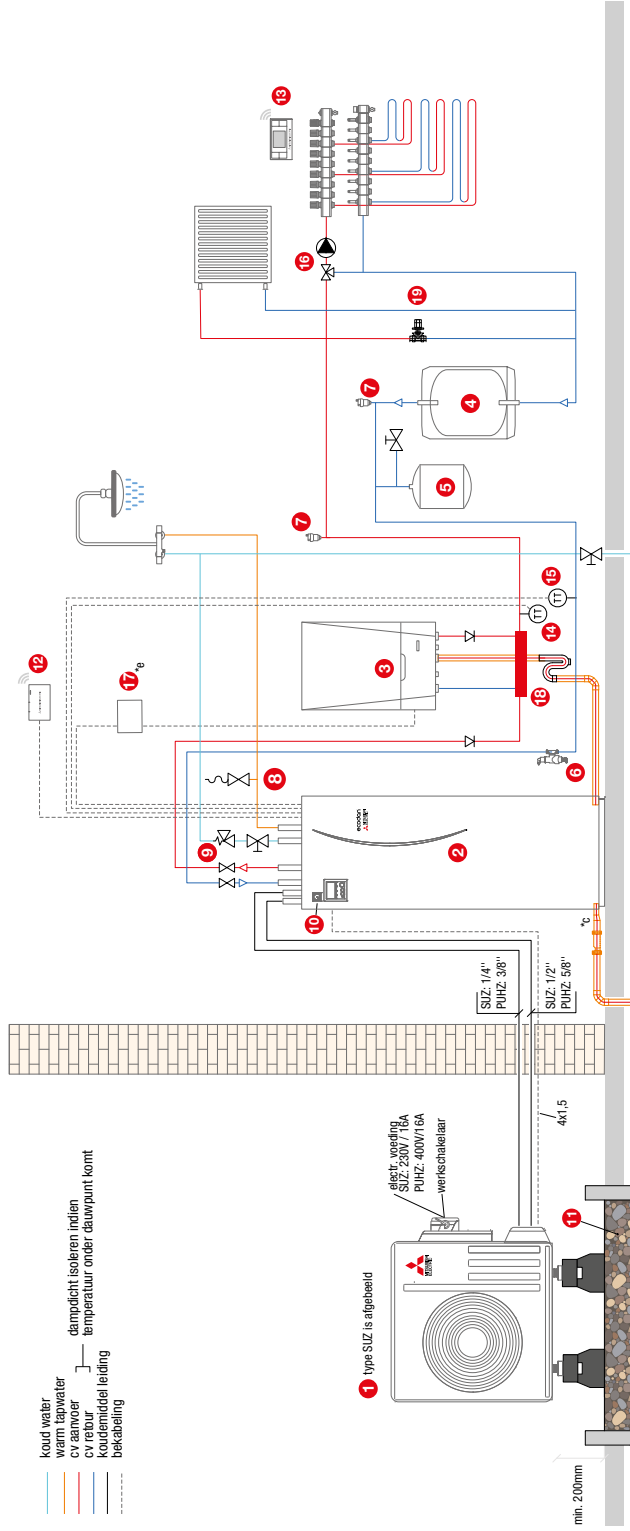 koud water
warm tapwater
cv aanvoer
cv retour
koudemiddel leiding
bekabeling
dampdicht isoleren indien
temperatuur onder dauwpunt komt
1 type SUZ is afgebeeld
electr. voeding
SUZ: 230V / 16A
PUHZ: 400V/16A
werkschakelaar
min. 200mm
11
4x1,5
SUZ: 1/4"
PUHZ: 3/8"
SUZ: 1/2"
PUHZ: 5/8"
*c
10
ecodan
2
9
8
6
12
17 *e
3
18
14
15
TT
TT
7
5
7
4
19
16
13